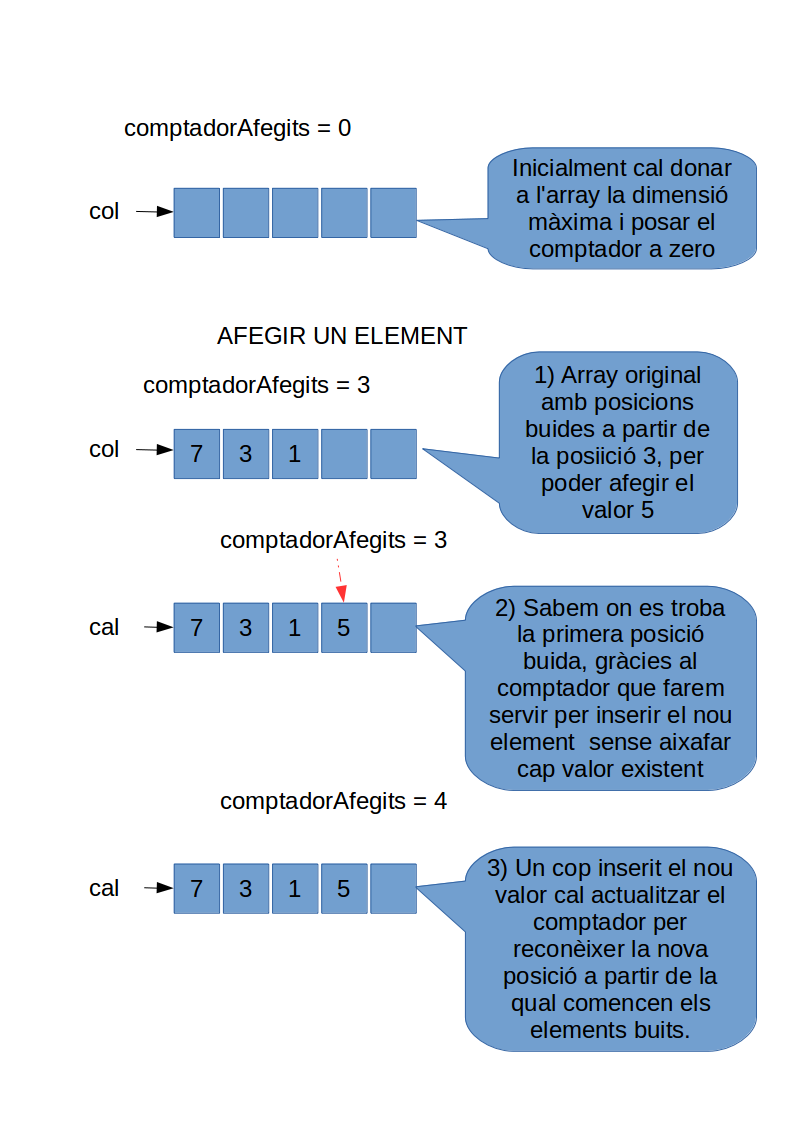 comptadorAfegits = 0
col
Inicialment cal donar
a l'array la dimensió
màxima i posar el
comptador a zero
AFEGIR UN ELEMENT
comptadorAfegits = 3
col
7 3 1
1) Array original
amb posicions
buides a partir de
la posiició 3, per
poder afegir el
valor 5
comptadorAfegits = 3
cal
7 3 1 5
2) Sabem on es troba
la primera posició
buida, gràcies al
comptador que farem
servir per inserir el nou
element  sense aixafar
cap valor existent
comptadorAfegits = 4
cal
7 3 1 5
3) Un cop inserit el nou
valor cal actualitzar el
comptador per
reconèixer la nova
posició a partir de la
qual comencen els
elements buits.